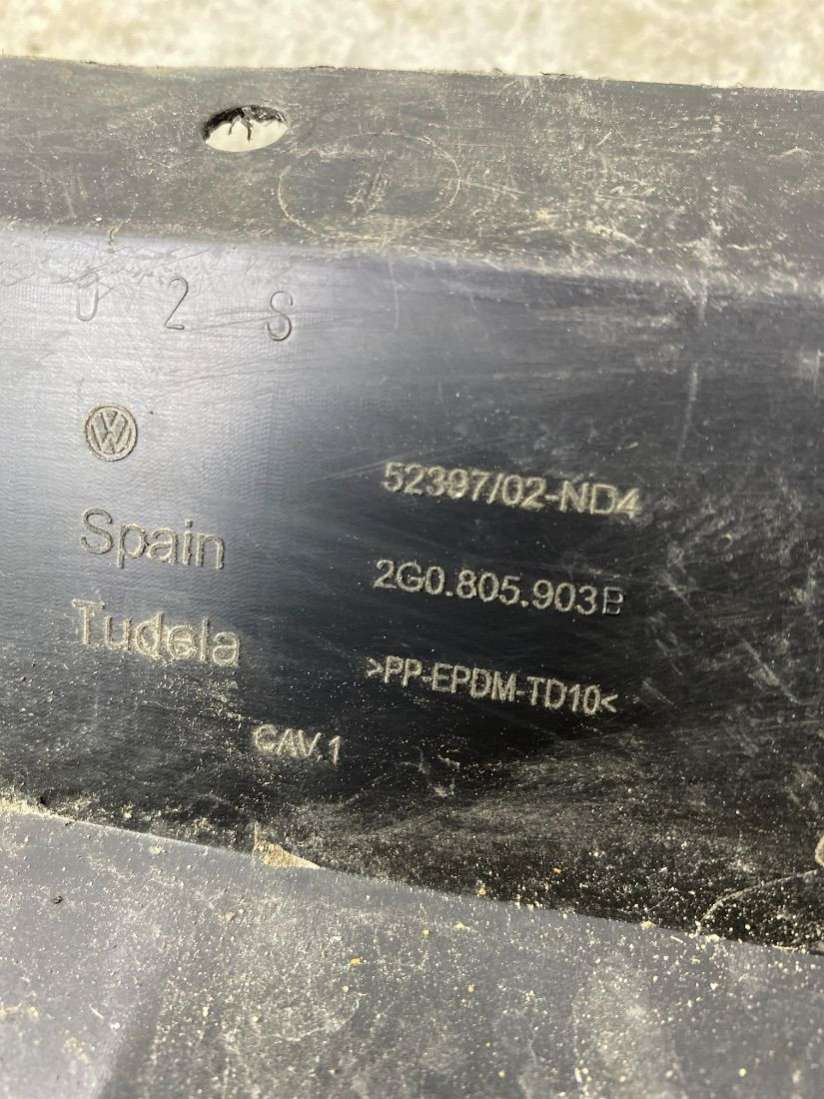 0 2 S
52397/02-ND4
Spain
2G0.805.903B
Tudela
>PP-EPDM-TD10<
CAV.1